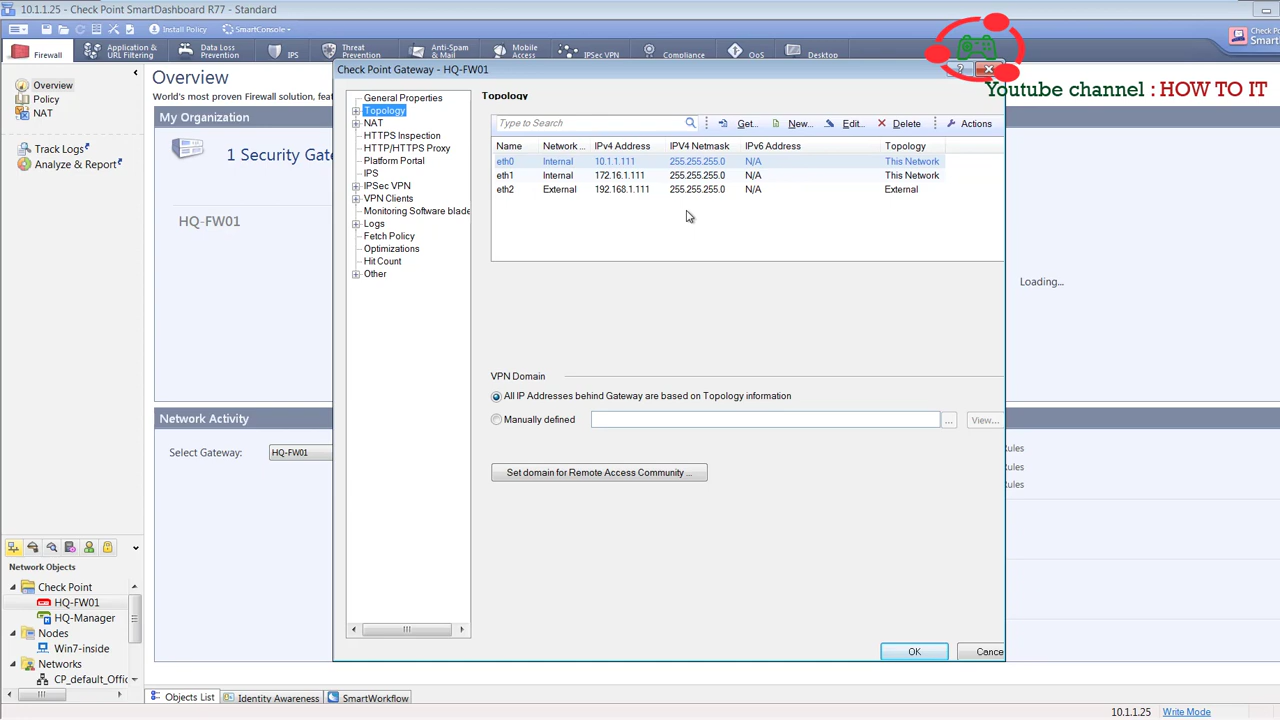 10.1.1.25 - Check Point SmartDashboard R77 - Standard
Install Policy
SmartConsole
Check Point
Smart
Firewall
Application & URL Filtering
Data Loss Prevention
IPS
Threat Prevention
Anti-Spam & Mail
Mobile Access
IPSec VPN
Compliance
QoS
Desktop
Youtube channel : HOW TO IT
Overview
Policy
NAT
Track Logs
Analyze & Report
Overview
World's most proven Firewall solution, fea
My Organization
1 Security Gate
HQ-FW01
Network Activity
Select Gateway:
HQ-FW01
Check Point Gateway - HQ-FW01
General Properties
Topology
NAT
HTTPS Inspection
HTTP/HTTPS Proxy
Platform Portal
IPS
IPSec VPN
VPN Clients
Monitoring Software blade
Logs
Fetch Policy
Optimizations
Hit Count
Other
Topology
Type to Search
Get...
New...
Edit...
Delete
Actions
Name Network ... IPv4 Address IPV4 Netmask IPv6 Address Topology
eth0 Internal 10.1.1.111 255.255.255.0 N/A This Network
eth1 Internal 172.16.1.111 255.255.255.0 N/A This Network
eth2 External 192.168.1.111 255.255.255.0 N/A External
VPN Domain
All IP Addresses behind Gateway are based on Topology information
Manually defined
...
View...
Set domain for Remote Access Community ...
OK
Cance
Loading...
Rules
Rules
Rules
Network Objects
Check Point
HQ-FW01
HQ-Manager
Nodes
Win7-inside
Networks
CP_default_Offi
Objects List
Identity Awareness
SmartWorkflow
10.1.1.25
Write Mode